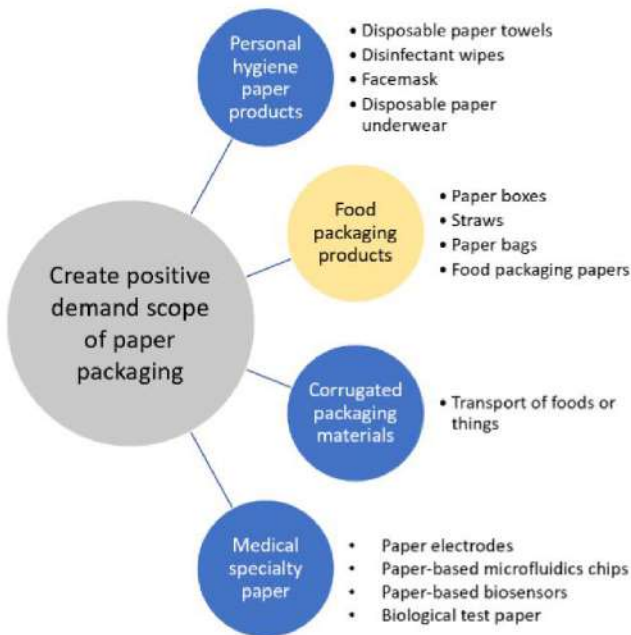 Personal
hygiene
paper
products
• Disposable paper towels
• Disinfectant wipes
• Facemask
• Disposable paper
underwear
Food
packaging
products
• Paper boxes
• Straws
• Paper bags
• Food packaging papers
Create positive
demand scope
of paper
packaging
Corrugated
packaging
materials
• Transport of foods or
things
Medical
specialty
paper
• Paper electrodes
• Paper-based microfluidics chips
• Paper-based biosensors
• Biological test paper